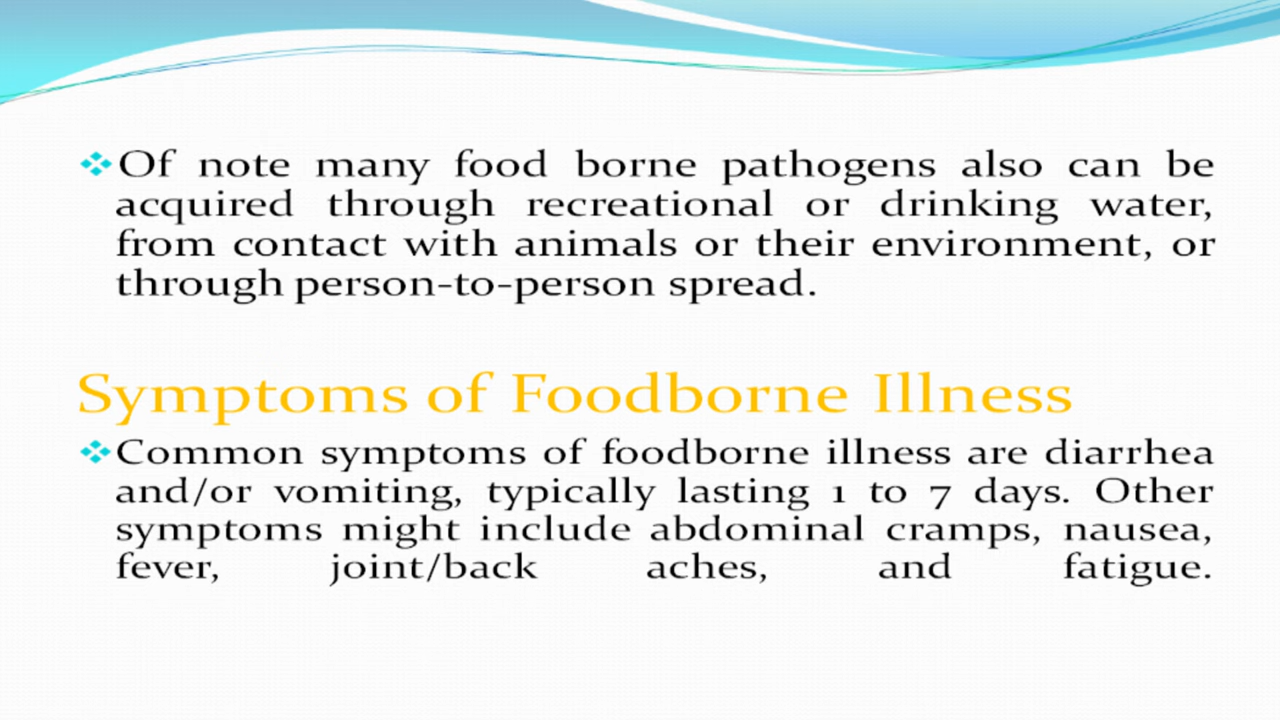 Of note many food borne pathogens also can be
acquired through recreational or drinking water,
from contact with animals or their environment, or
through person-to-person spread.
Symptoms of Foodborne Illness
Common symptoms of foodborne illness are diarrhea
and/or vomiting, typically lasting 1 to 7 days. Other
symptoms might include abdominal cramps, nausea,
fever, joint/back aches, and fatigue.